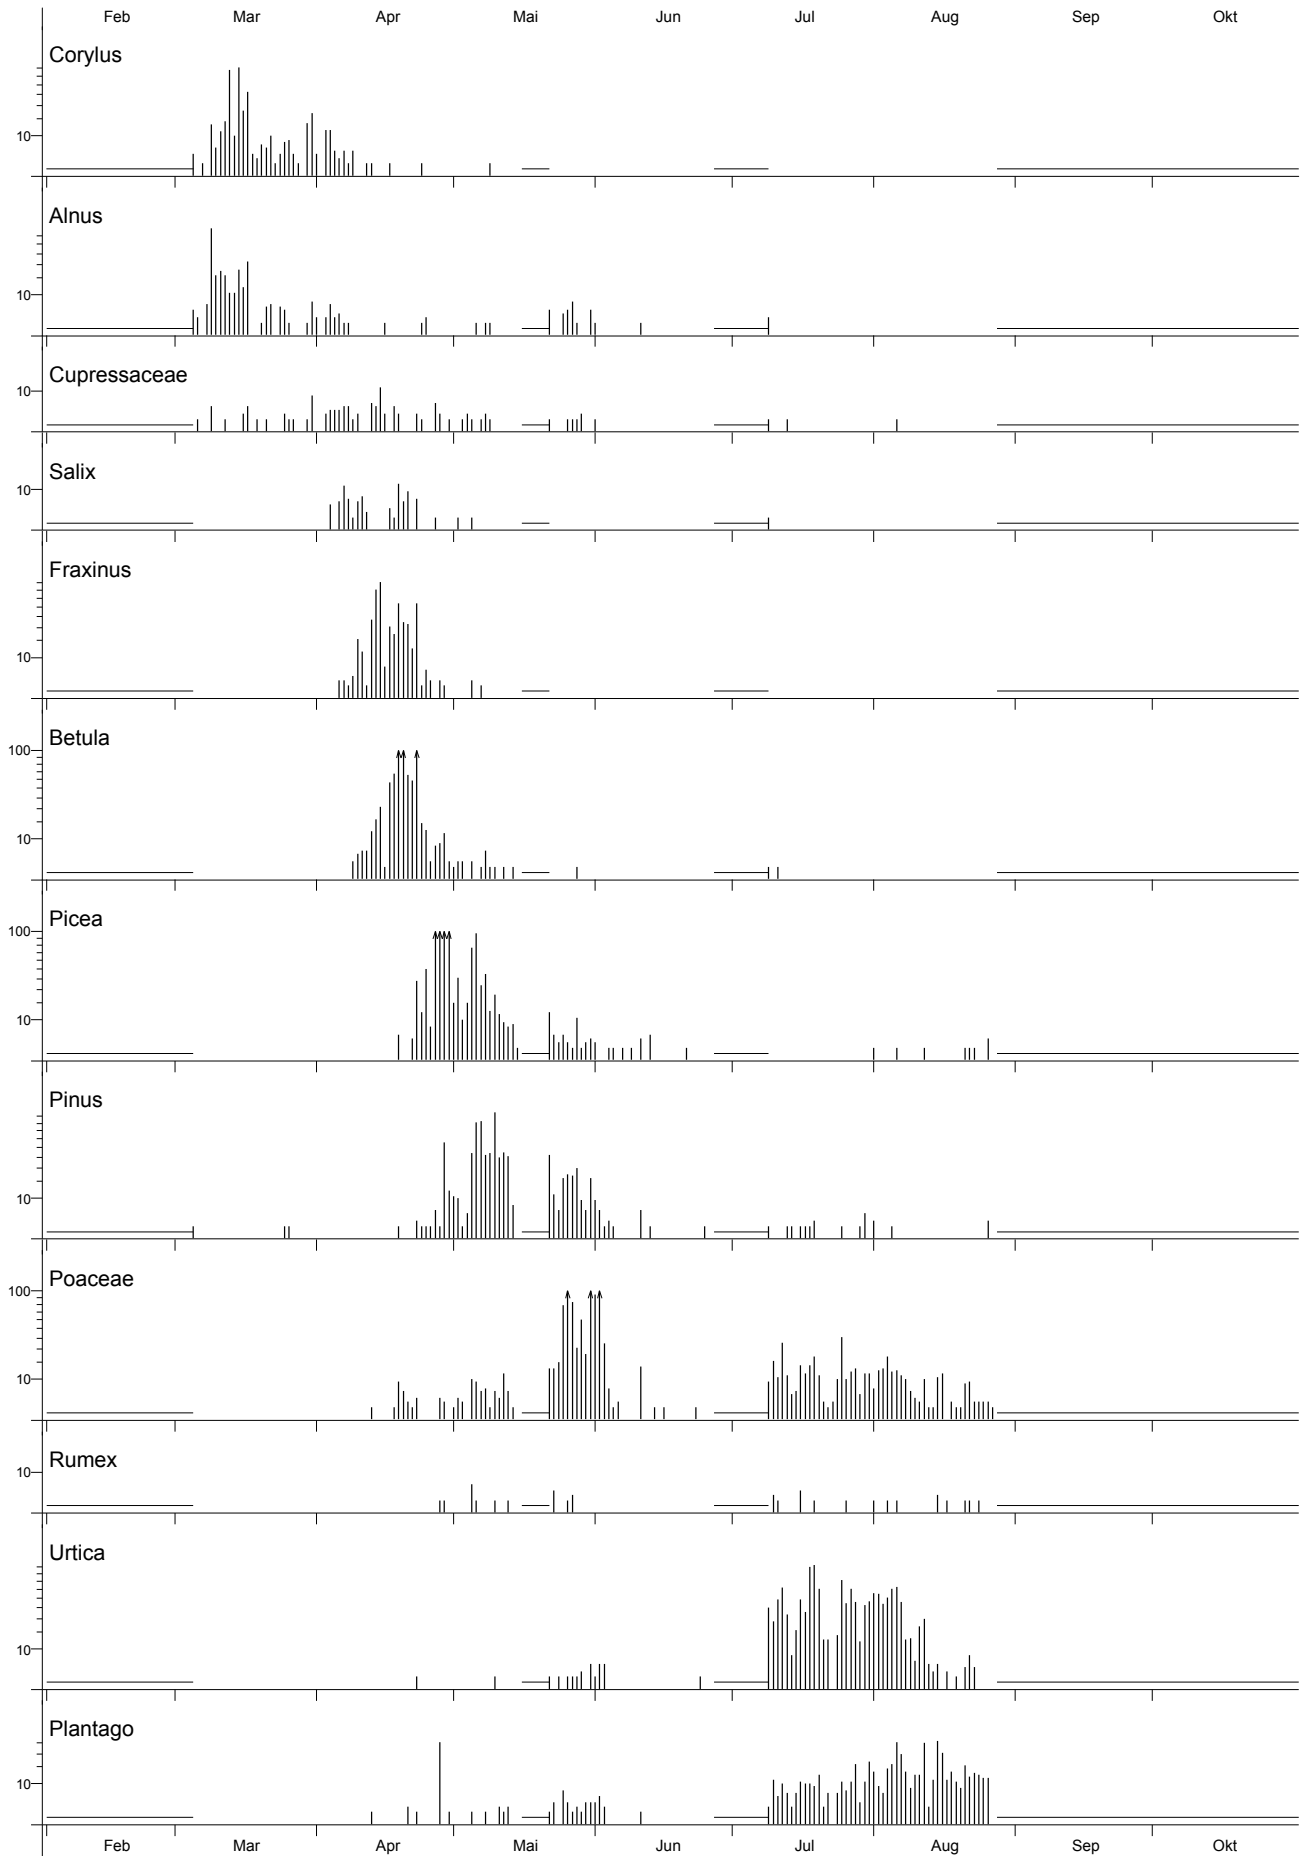 Feb Mar Apr Mai Jun Jul Aug Sep Okt
Corylus
10
Alnus
10
Cupressaceae
10
Salix
10
Fraxinus
10
Betula
100
10
Picea
100
10
Pinus
10
Poaceae
100
10
Rumex
10
Urtica
10
Plantago
10
Feb Mar Apr Mai Jun Jul Aug Sep Okt